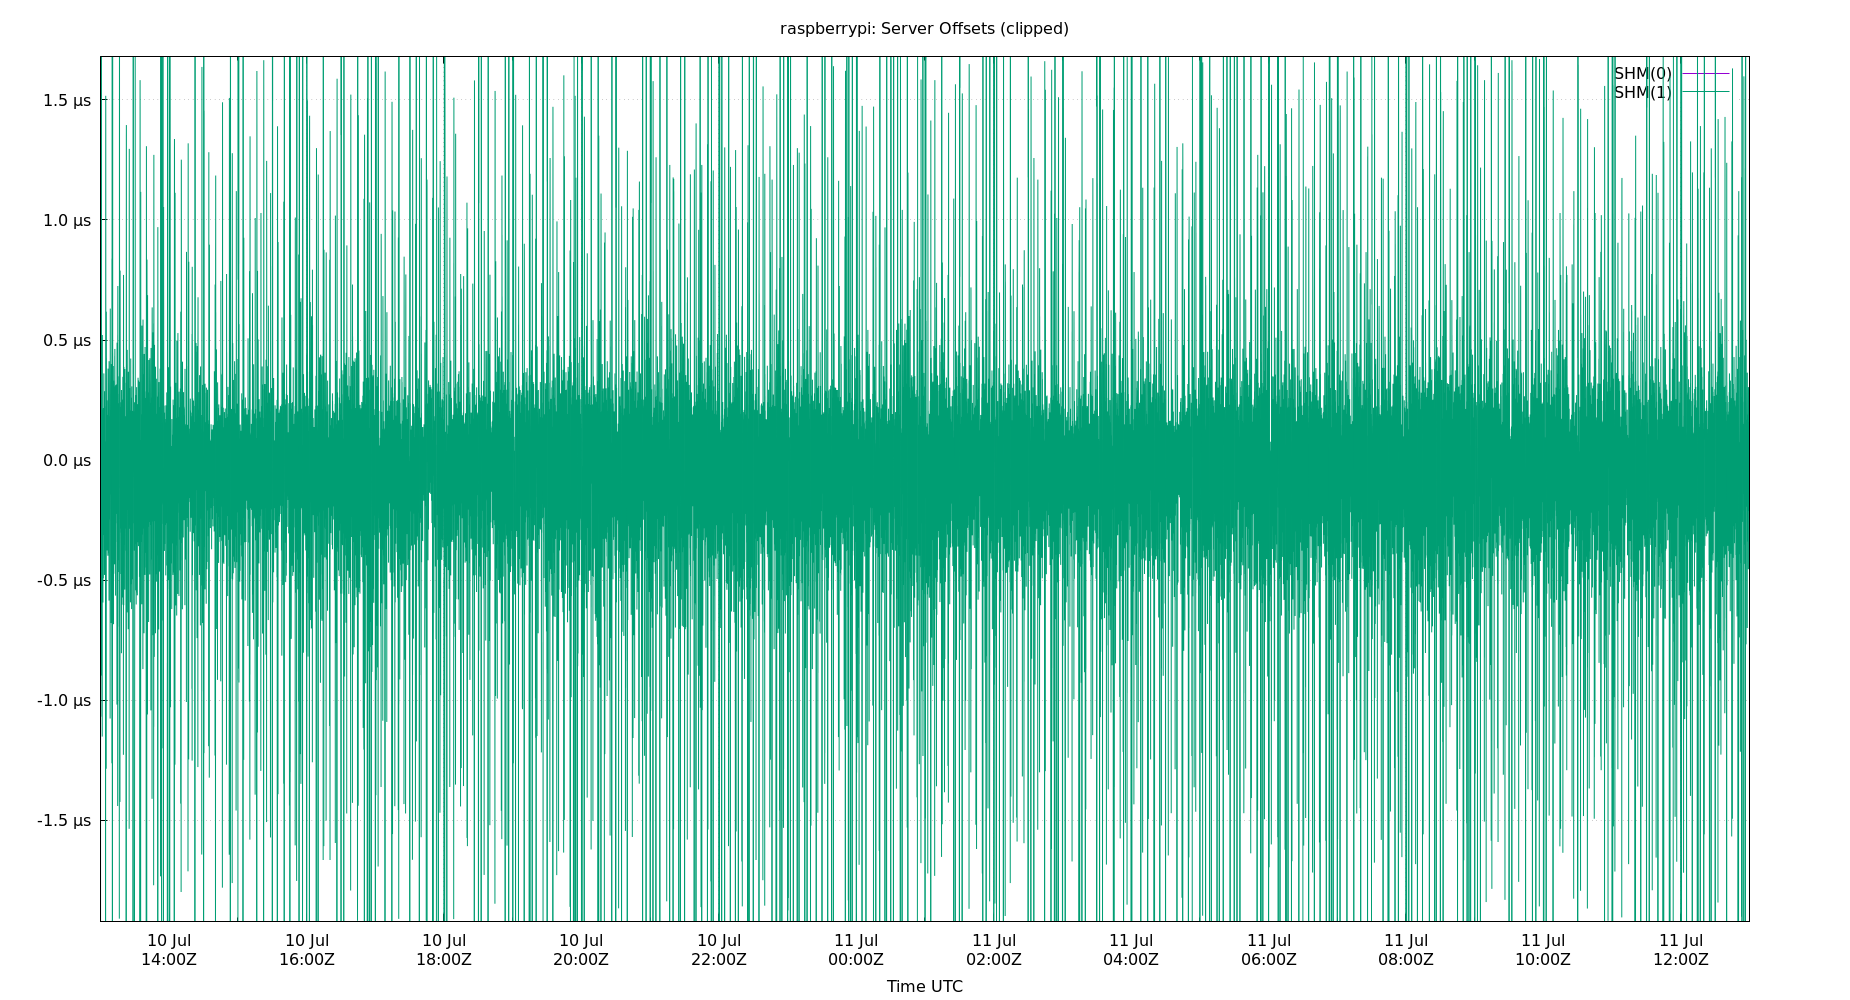 raspberrypi: Server Offsets (clipped)
SHM(0)
SHM(1)
1.5 µs
1.0 µs
0.5 µs
0.0 µs
-0.5 µs
-1.0 µs
-1.5 µs
10 Jul 10 Jul 10 Jul 10 Jul 10 Jul 11 Jul 11 Jul 11 Jul 11 Jul 11 Jul 11 Jul 11 Jul
14:00Z 16:00Z 18:00Z 20:00Z 22:00Z 00:00Z 02:00Z 04:00Z 06:00Z 08:00Z 10:00Z 12:00Z
Time UTC